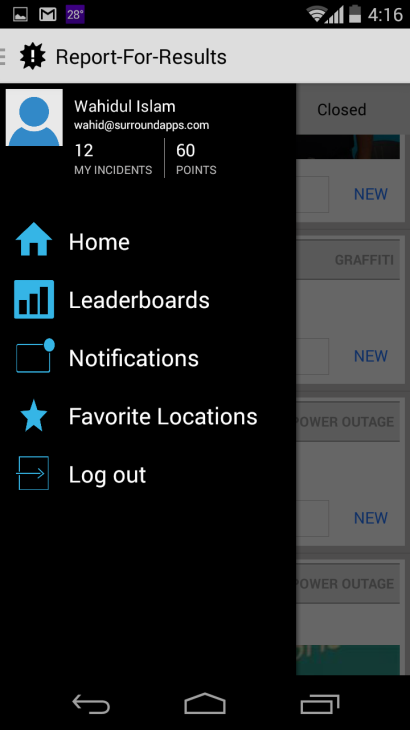 28°
4:16
Report-For-Results
Wahidul Islam
wahid@surroundapps.com
12
60
MY INCIDENTS
POINTS
Closed
NEW
Home
GRAFFITI
Leaderboards
Notifications
NEW
Favorite Locations
POWER OUTAGE
Log out
NEW
POWER OUTAGE